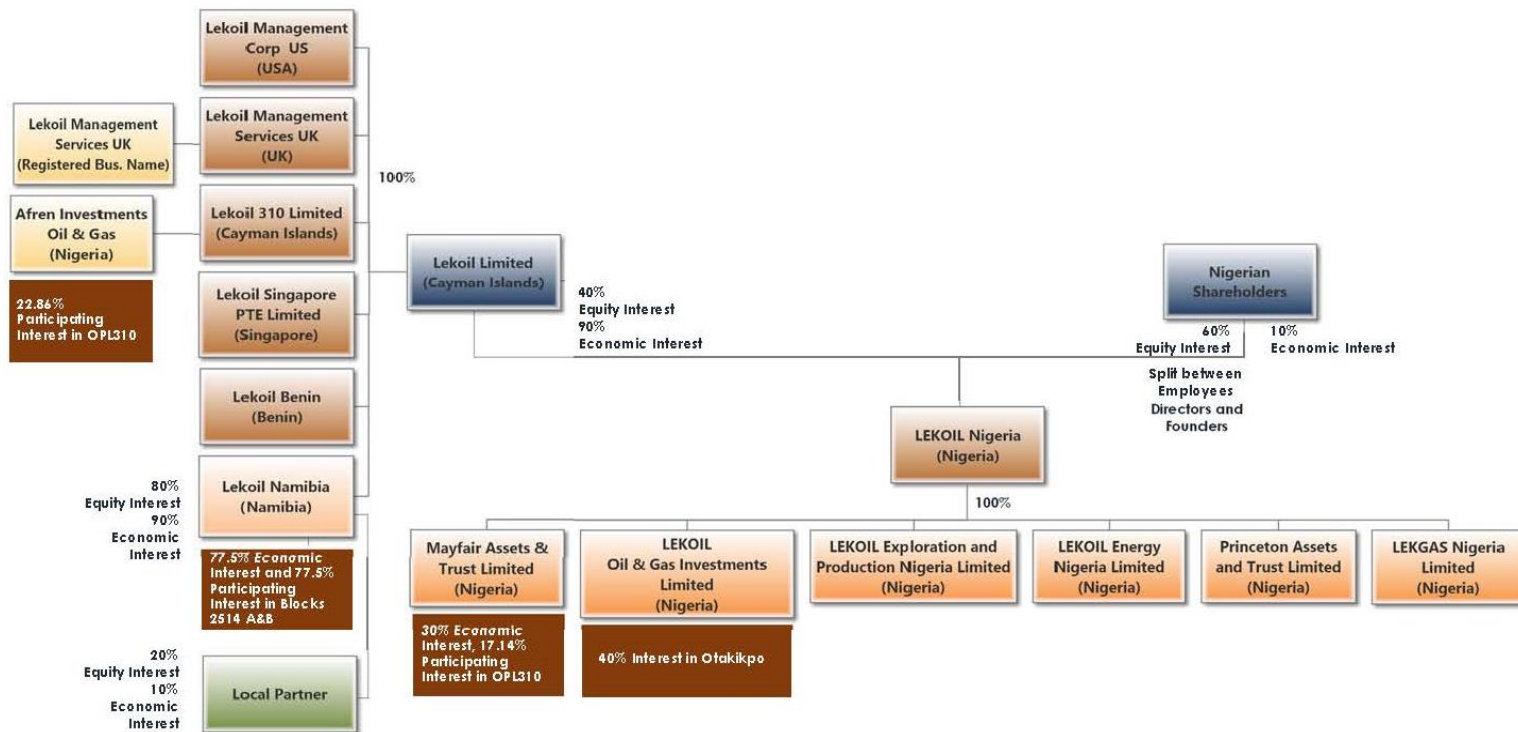 Lekoil Management
Corp US
(USA)
Lekoil Management
Services UK
(Registered Bus. Name)
Lekoil Management
Services UK
(UK)
100%
Afren Investments
Oil & Gas
(Nigeria)
Lekoil 310 Limited
(Cayman Islands)
22.86%
Participating
Interest in OPL310
Lekoil Singapore
PTE Limited
(Singapore)
Lekoil Limited
(Cayman Islands)
40%
Equity Interest
90%
Economic Interest
Nigerian
Shareholders
60%
Equity Interest
10%
Economic Interest
Split between
Employees
Directors and
Founders
Lekoil Benin
(Benin)
LEKOIL Nigeria
(Nigeria)
100%
80%
Equity Interest
90%
Economic
Interest
Lekoil Namibia
(Namibia)
77.5% Economic
Interest and 77.5%
Participating
Interest in Blocks
2514 A&B
20%
Equity Interest
10%
Economic
Interest
Local Partner
Mayfair Assets &
Trust Limited
(Nigeria)
30% Economic
Interest, 17.14%
Participating
Interest in OPL310
LEKOIL
Oil & Gas Investments
Limited
(Nigeria)
40% Interest in Otakikpo
LEKOIL Exploration and
Production Nigeria Limited
(Nigeria)
LEKOIL Energy
Nigeria Limited
(Nigeria)
Princeton Assets
and Trust Limited
(Nigeria)
LEKGAS Nigeria
Limited
(Nigeria)